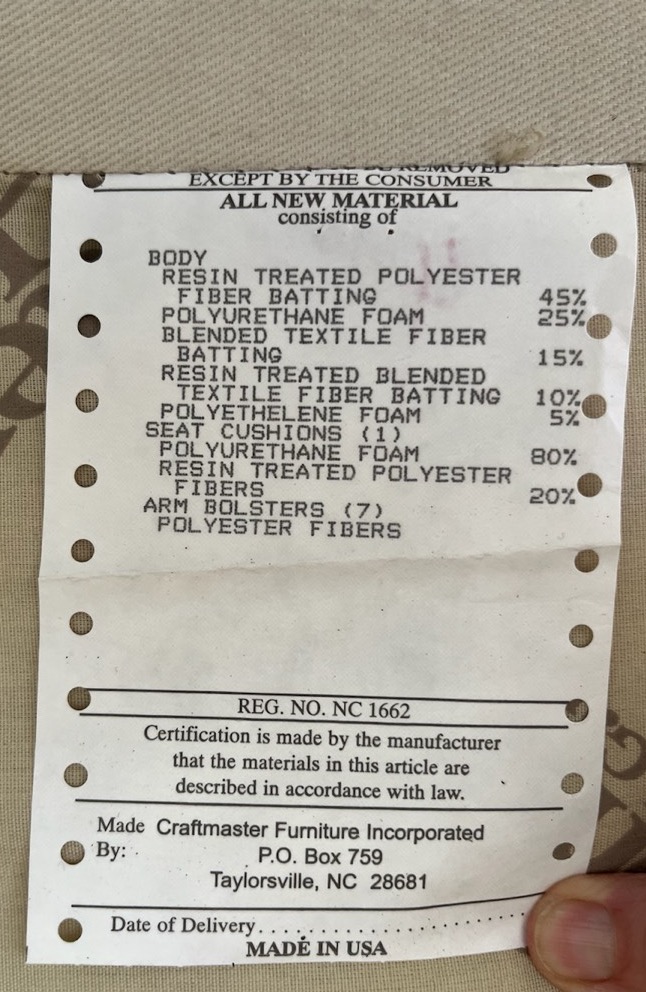 REMOVED
EXCEPT BY THE CONSUMER
ALL NEW MATERIAL
consisting of
BODY
RESIN TREATED POLYESTER
FIBER BATTING 45%
POLYURETHANE FOAM 25%
BLENDED TEXTILE FIBER
BATTING 15%
RESIN TREATED BLENDED
TEXTILE FIBER BATTING 10%
POLYETHELENE FOAM 5%
SEAT CUSHIONS (1)
POLYURETHANE FOAM 80%
RESIN TREATED POLYESTER
FIBERS 20%
ARM BOLSTERS (7)
POLYESTER FIBERS
REG. NO. NC 1662
Certification is made by the manufacturer
that the materials in this article are
described in accordance with law.
Made Craftmaster Furniture Incorporated
By: P.O. Box 759
Taylorsville, NC 28681
Date of Delivery..........................
MADE IN USA